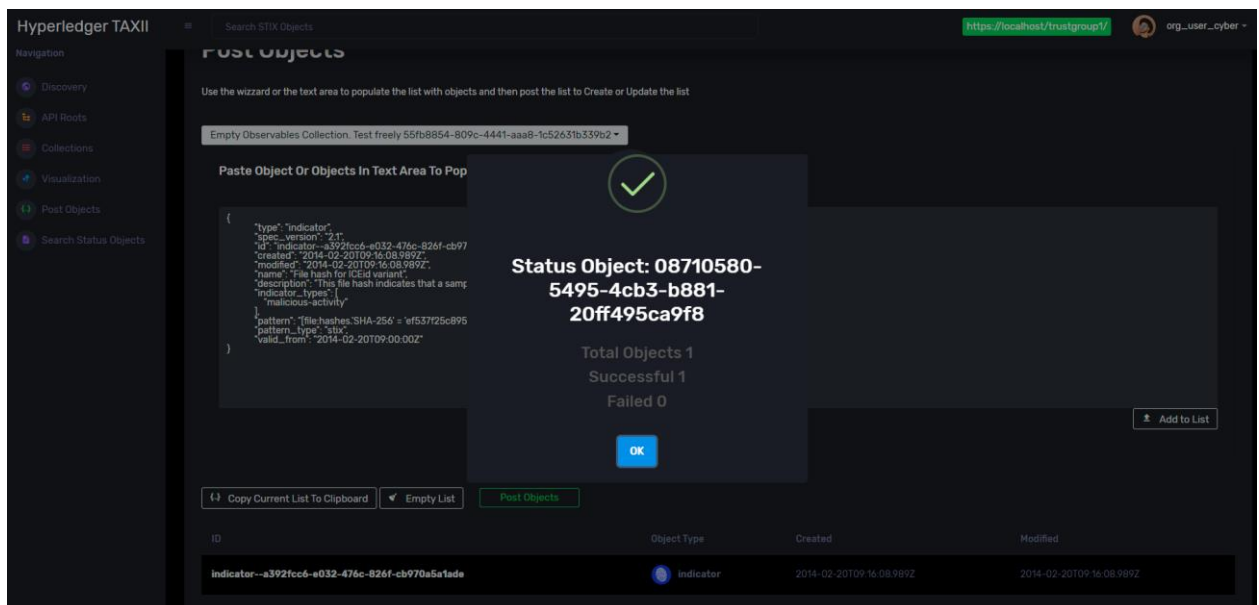 Hyperledger TAXII
Search STIX Objects
https://localhost/trustgroup1/
org_user_cyber
Navigation
Discovery
API Roots
Collections
Visualization
Post Objects
Search Status Objects
Post Objects
Use the wizzard or the text area to populate the list with objects and then post the list to Create or Update the list
Empty Observables Collection. Test freely 55fb8854-809c-4441-aaa8-1c52631b339b2
Paste Object Or Objects In Text Area To Pop
{
"type": "indicator",
"spec_version": "2.1",
"id": "indicator--a392fcc6-e032-476c-826f-cb97
"created": "2014-02-20T09:16:08.989Z",
"modified": "2014-02-20T09:16:08.989Z",
"name": "File hash for ICEid variant",
"description": "This file hash indicates that a samp
"indicator_types": [
"malicious-activity"
],
"pattern": "[file:hashes.'SHA-256' = 'ef537f25c895
"pattern_type": "stix",
"valid_from": "2014-02-20T09:00:00Z"
}
Status Object: 08710580-
5495-4cb3-b881-
20ff495ca9f8
Total Objects 1
Successful 1
Failed 0
OK
Add to List
Copy Current List To Clipboard
Empty List
Post Objects
ID Object Type Created Modified
indicator--a392fcc6-e032-476c-826f-cb970a5a1ade indicator 2014-02-20T09:16:08.989Z 2014-02-20T09:16:08.989Z